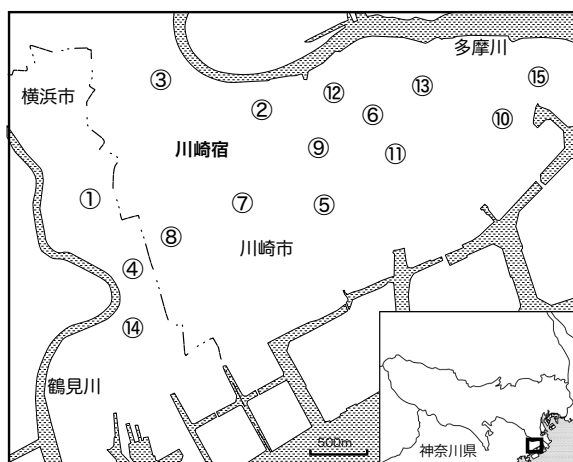 多摩川
⑮
③
⑬
横浜市
⑫
②
⑥
⑩
川崎宿
⑨
⑪
①
⑦
⑤
⑧
川崎市
④
⑭
鶴見川
500m
神奈川県